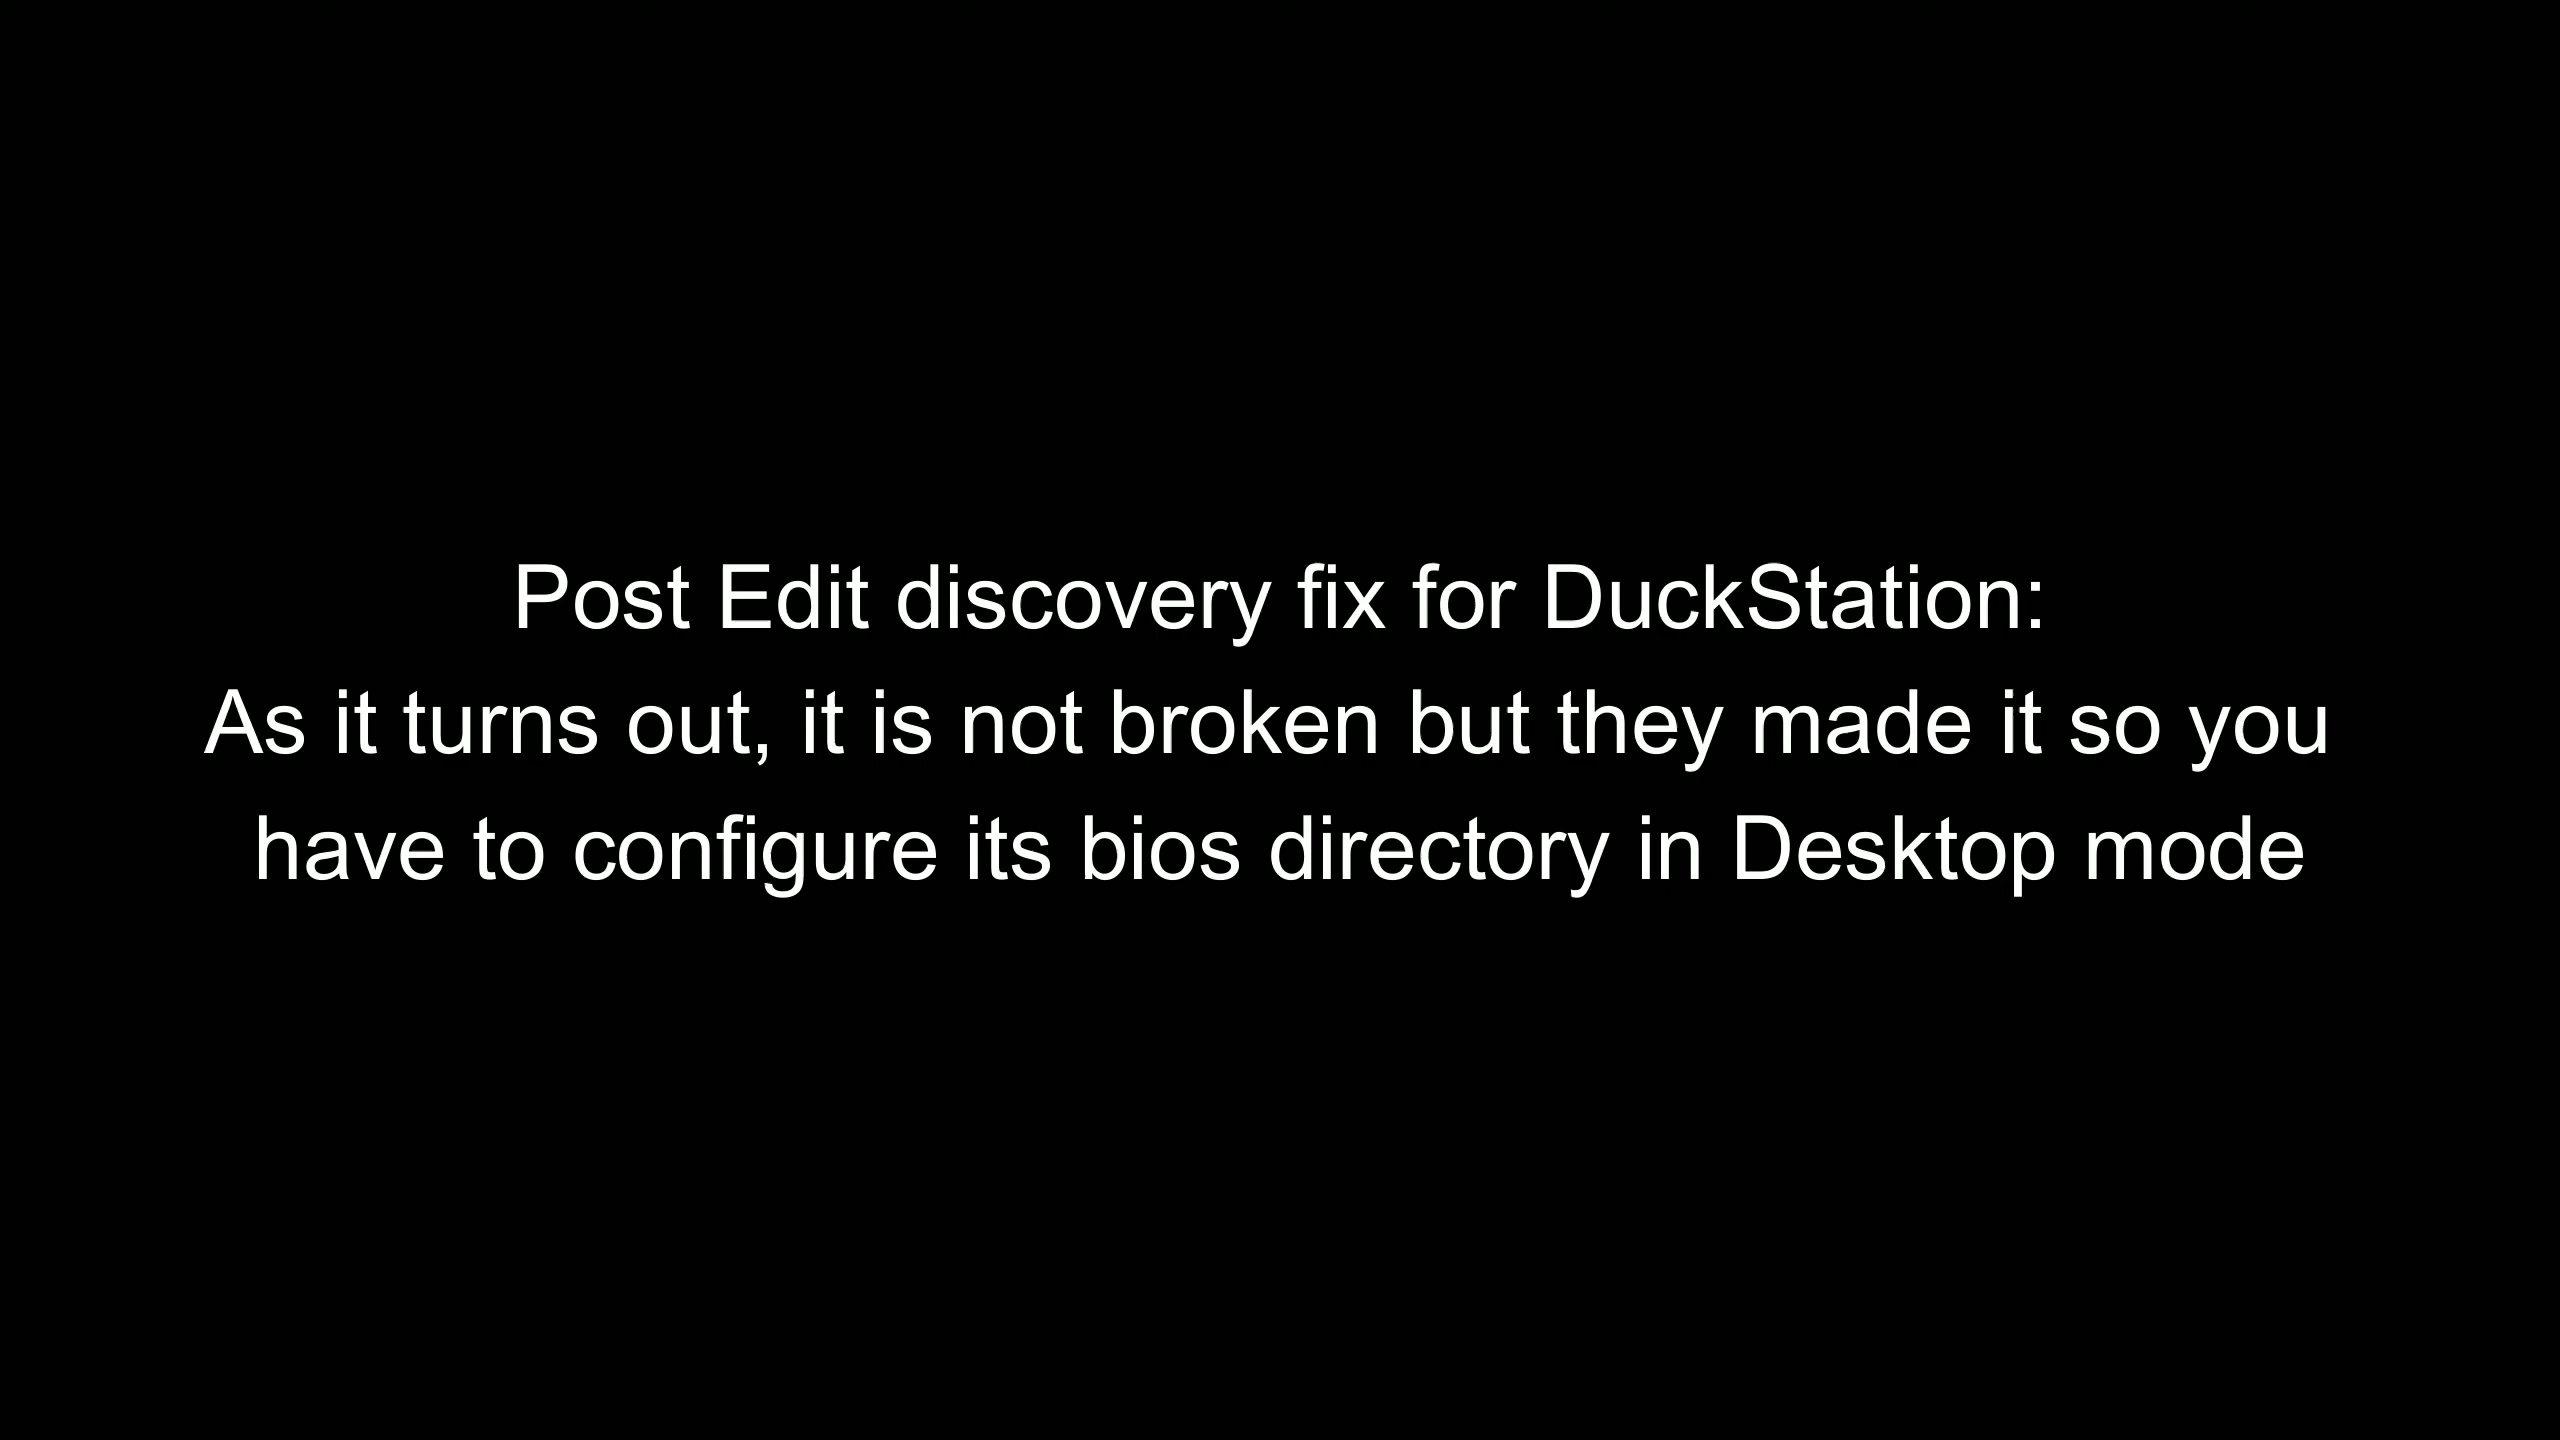 Post Edit discovery fix for DuckStation:
As it turns out, it is not broken but they made it so you
have to configure its bios directory in Desktop mode